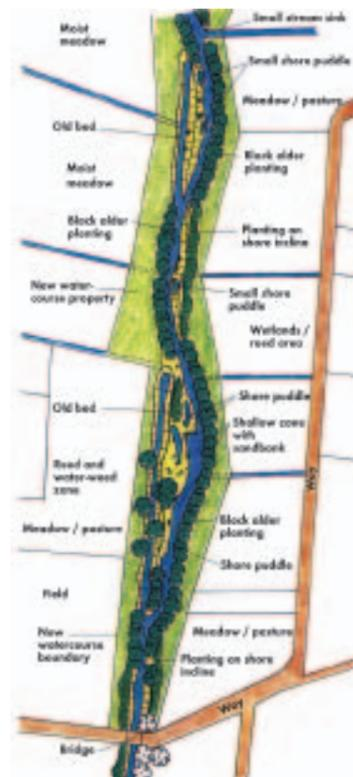 Small stream sink
Moist
meadow
Small shore puddle
Meadow / pasture
Old bed
Black alder
planting
Moist
meadow
Black alder
planting
Planting on
shore incline
New water-
course property
Small shore
puddle
Wetlands /
reed area
Old bed
Shore puddle
Shallow zone
with
sandbank
Reed and
water-weed
zone
Way
Meadow / pasture
Black alder
planting
Shore puddle
Field
New
watercourse
boundary
Meadow / pasture
Planting on shore
incline
Way
Bridge